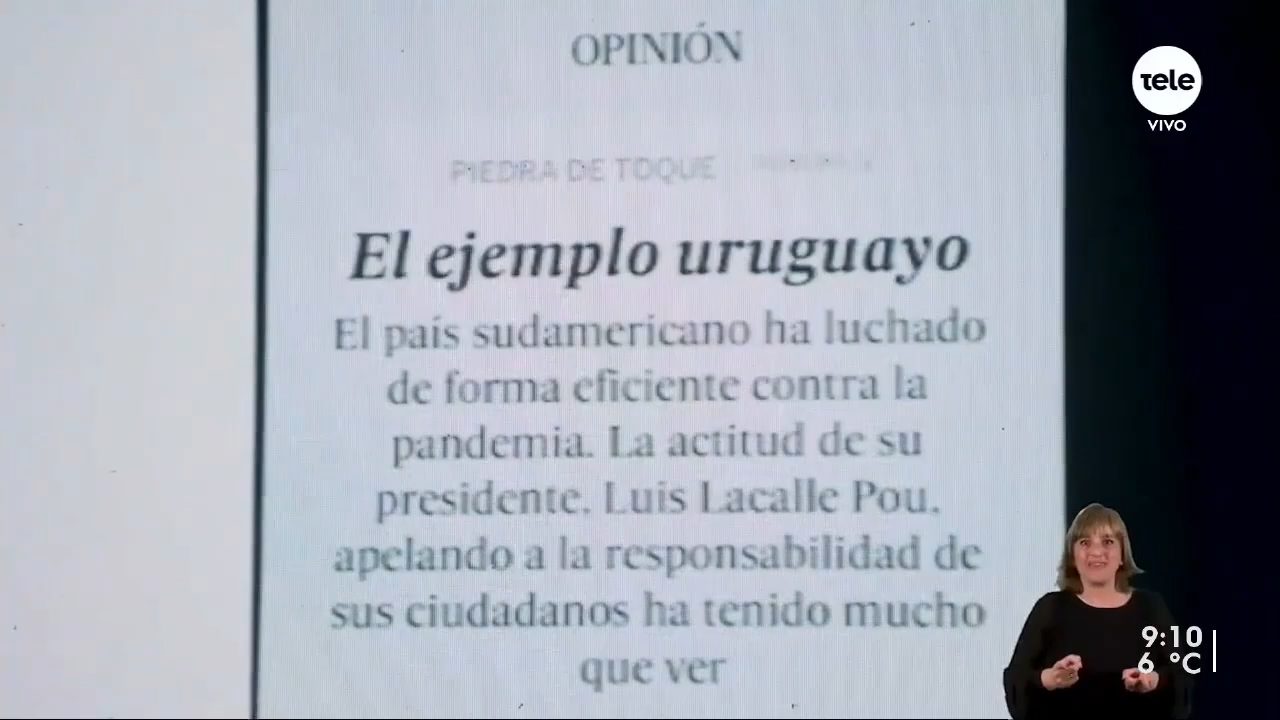 OPINIÓN
PIEDRA DE TOQUE
El ejemplo uruguayo
El país sudamericano ha luchado
de forma eficiente contra la
pandemia. La actitud de su
presidente, Luis Lacalle Pou,
apelando a la responsabilidad de
sus ciudadanos ha tenido mucho
que ver
tele
VIVO
9:10
6 °C